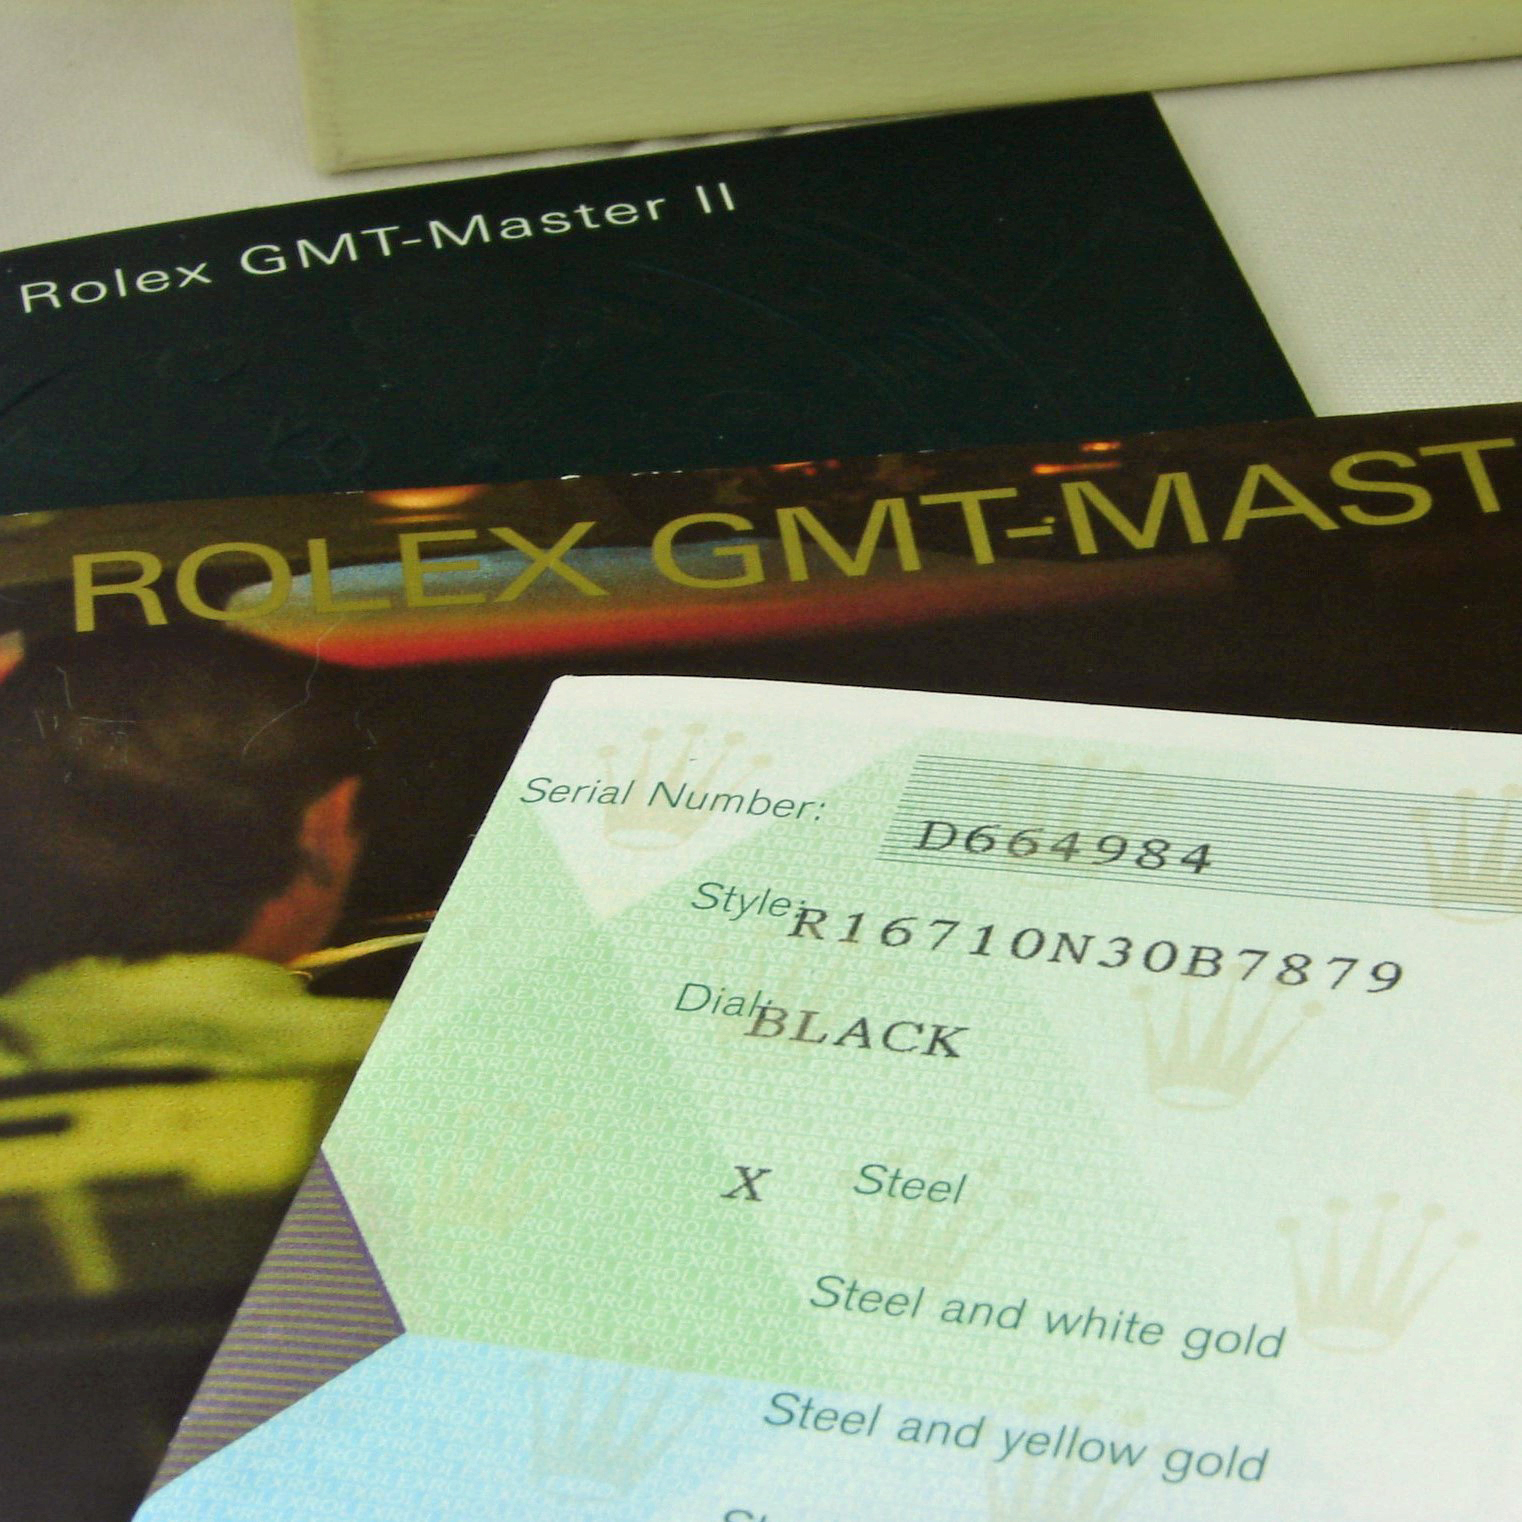 Rolex GMT-Master II
ROLEX GMT-MAST
Serial Number: D664984
Style: R16710N30B7879
Dial: BLACK
X Steel
Steel and white gold
Steel and yellow gold